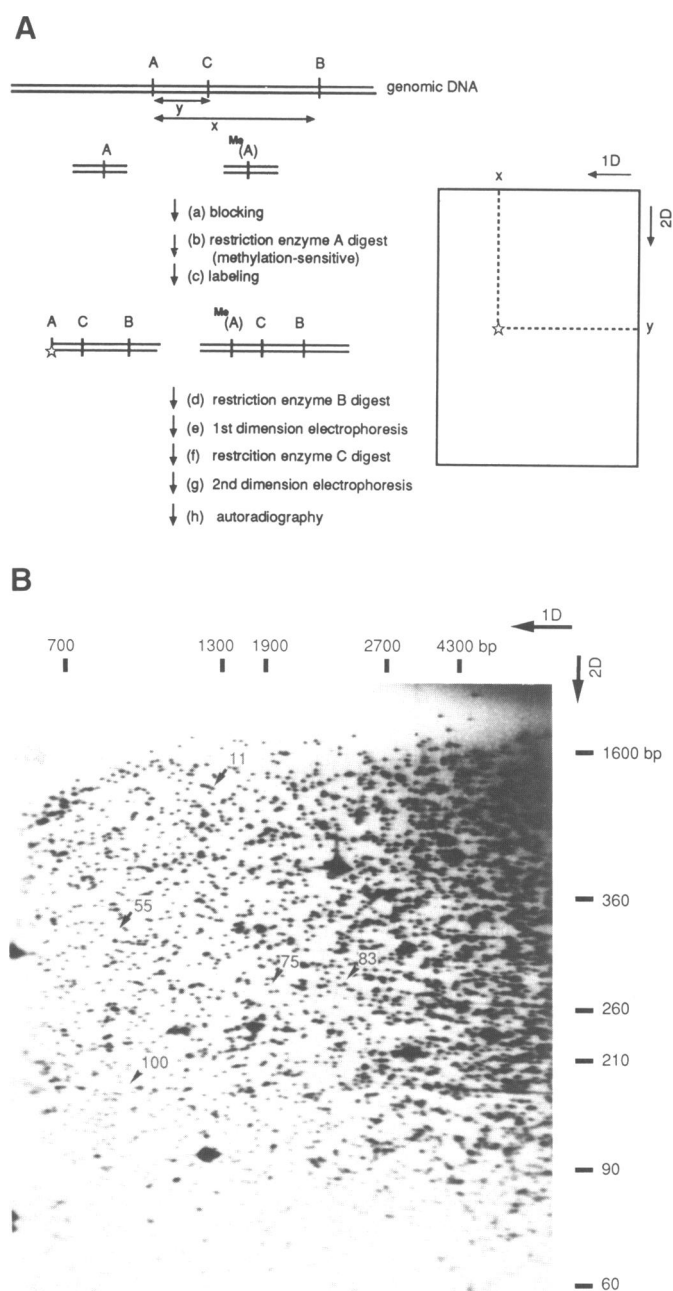 A
A C B
genomic DNA
y
x
A
Me
(A)
(a) blocking
(b) restriction enzyme A digest
(methylation-sensitive)
(c) labeling
A C B
Me
(A) C B
(d) restriction enzyme B digest
(e) 1st dimension electrophoresis
(f) restrcition enzyme C digest
(g) 2nd dimension electrophoresis
(h) autoradiography
x
1D
2D
y
B
1D
700 1300 1900 2700 4300 bp
2D
1600 bp
11
360
55
75 83
260
210
100
90
60